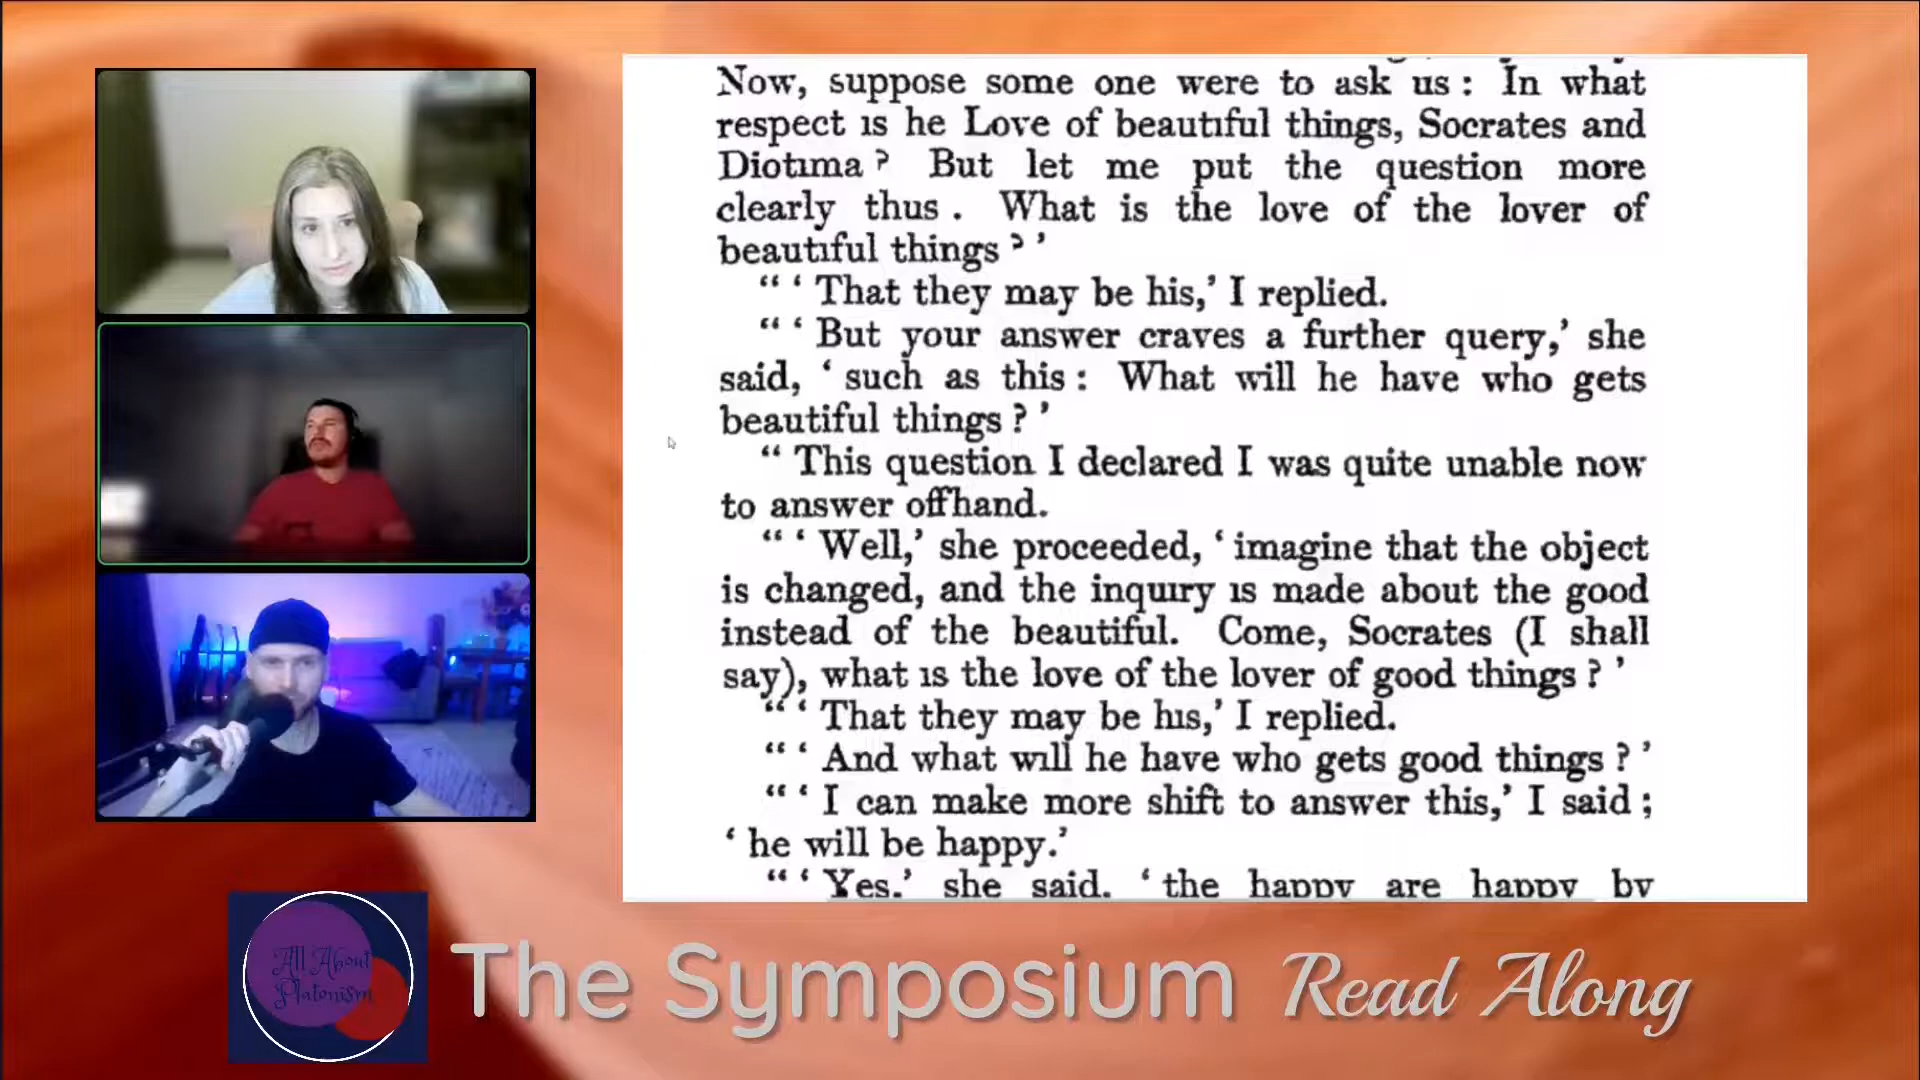 Now, suppose some one were to ask us : In what
respect is he Love of beautiful things, Socrates and
Diotima ? But let me put the question more
clearly thus . What is the love of the lover of
beautiful things ? ’
“ ‘ That they may be his,’ I replied.
“ ‘ But your answer craves a further query,’ she
said, ‘ such as this : What will he have who gets
beautiful things ? ’
“ This question I declared I was quite unable now
to answer offhand.
“ ‘ Well,’ she proceeded, ‘ imagine that the object
is changed, and the inquiry is made about the good
instead of the beautiful. Come, Socrates (I shall
say), what is the love of the lover of good things ? ’
“ ‘ That they may be his,’ I replied.
“ ‘ And what will he have who gets good things ? ’
“ ‘ I can make more shift to answer this,’ I said ;
‘ he will be happy.’
“ ‘ Yes,’ she said, ‘ the happy are happy by
All About
Platonism
The Symposium Read Along